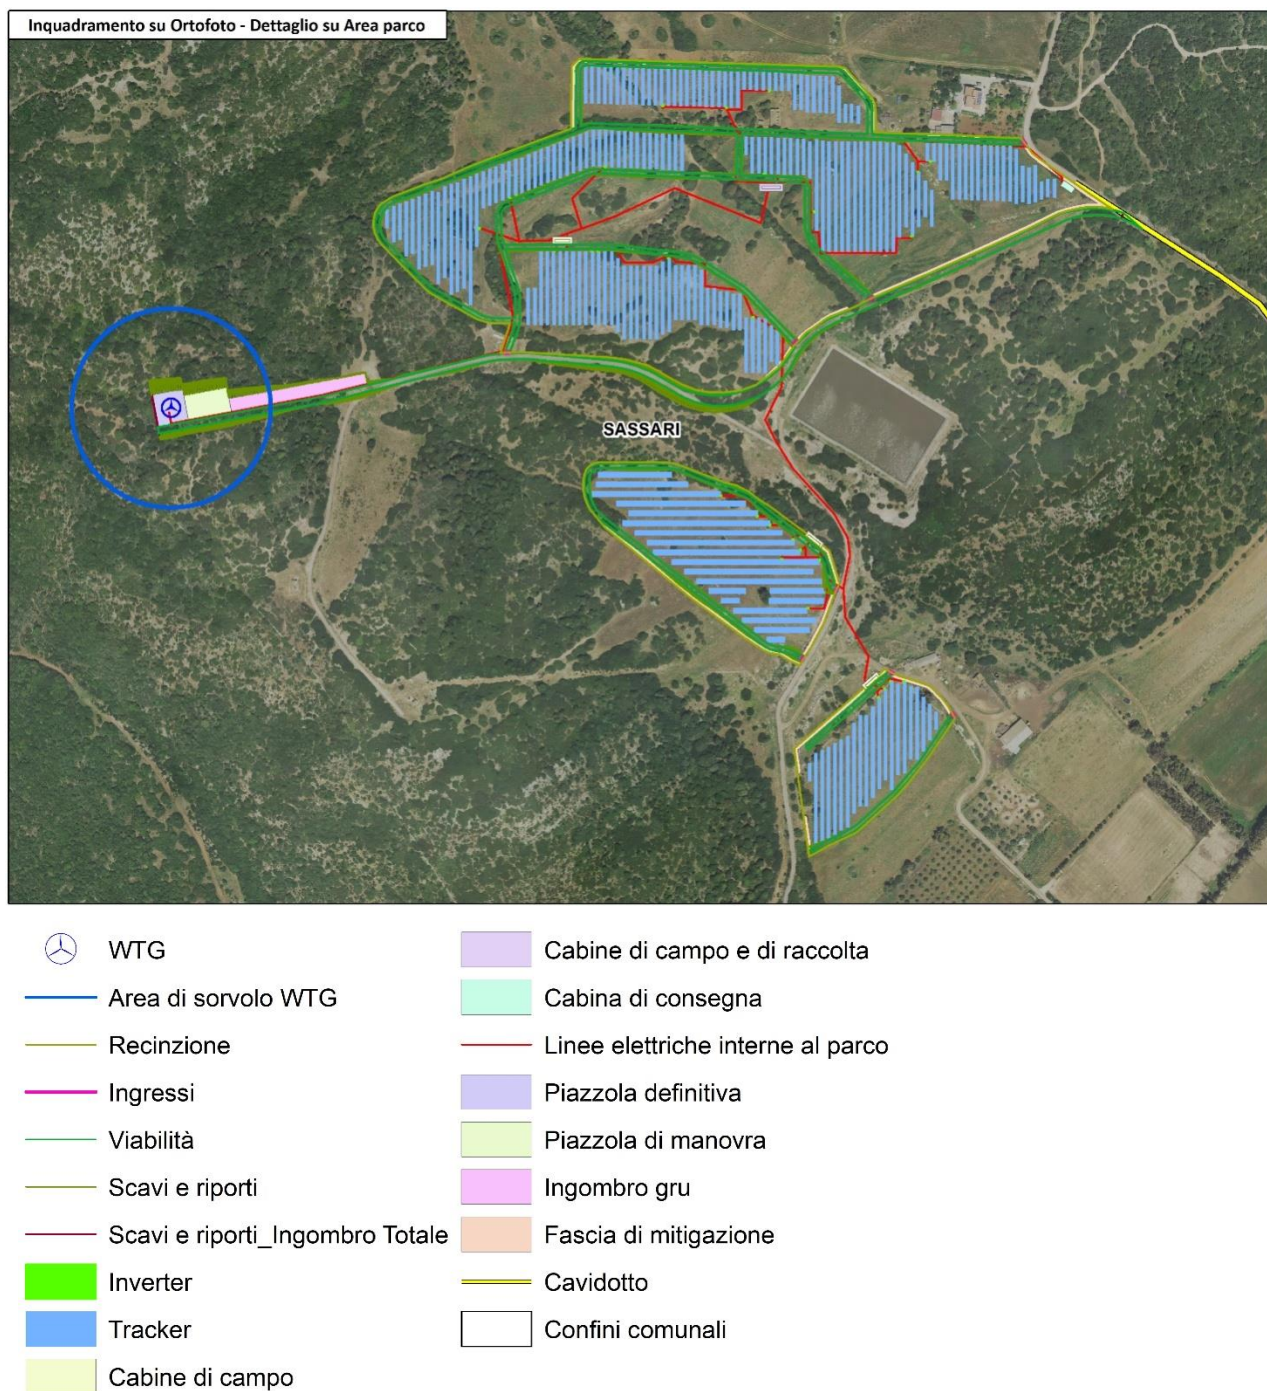 Inquadramento su Ortofoto - Dettaglio su Area parco
SASSARI
WTG
Area di sorvolo WTG
Recinzione
Ingressi
Viabilità
Scavi e riporti
Scavi e riporti_Ingombro Totale
Inverter
Tracker
Cabine di campo
Cabine di campo e di raccolta
Cabina di consegna
Linee elettriche interne al parco
Piazzola definitiva
Piazzola di manovra
Ingombro gru
Fascia di mitigazione
Cavidotto
Confini comunali